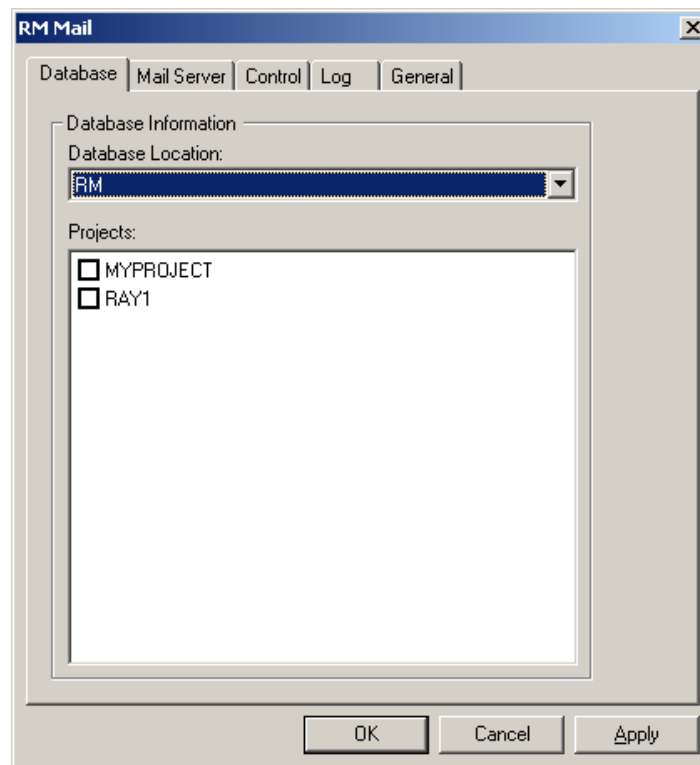 RM Mail
Database Mail Server Control Log General
Database Information
Database Location:
RM
Projects:
MYPROJECT
RAY1
OK Cancel Apply